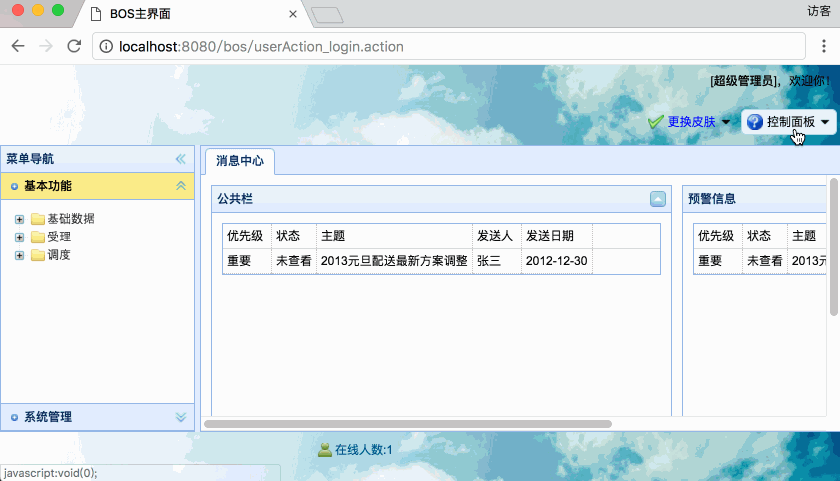 BOS主界面
访客
localhost:8080/bos/userAction_login.action
[超级管理员]，欢迎你！
更换皮肤 控制面板
菜单导航
基本功能
基础数据
受理
调度
系统管理
消息中心
公共栏
优先级 状态 主题 发送人 发送日期
重要 未查看 2013元旦配送最新方案调整 张三 2012-12-30
预警信息
优先级 状态 主题
重要 未查看 2013元
在线人数:1
javascript:void(0);